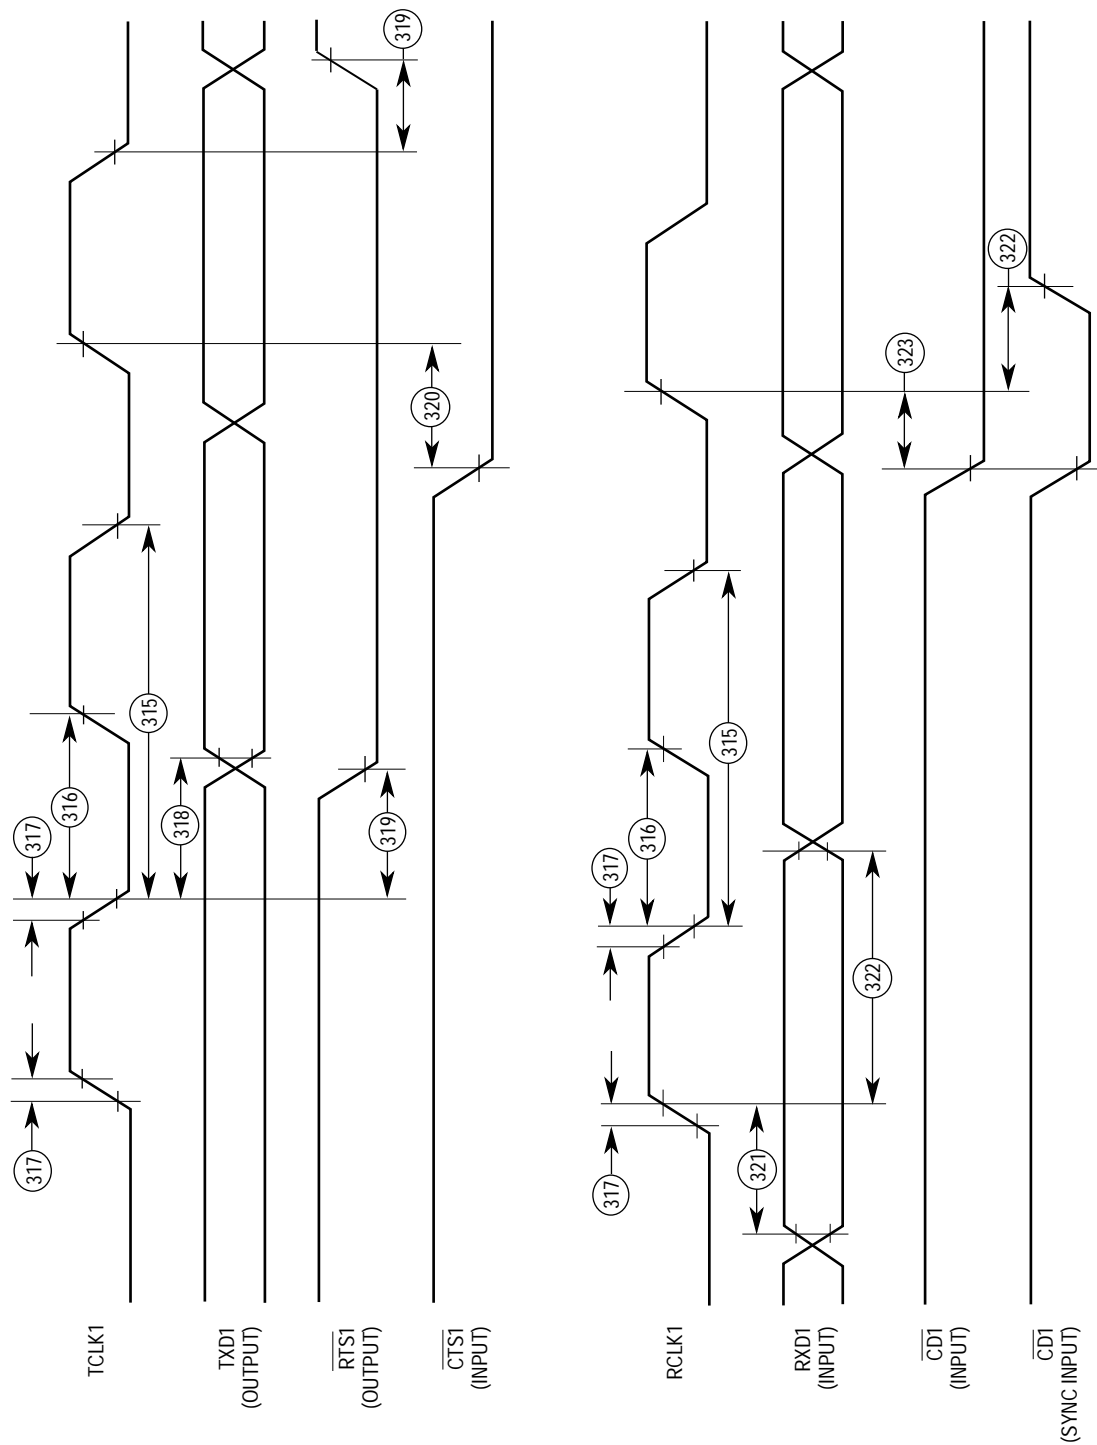 TCLK1
317
317
316
315
TXD1
(OUTPUT)
318
RTS1
(OUTPUT)
319
319
CTS1
(INPUT)
320
RCLK1
317
317
316
315
RXD1
(INPUT)
321
322
CD1
(INPUT)
323
CD1
(SYNC INPUT)
322